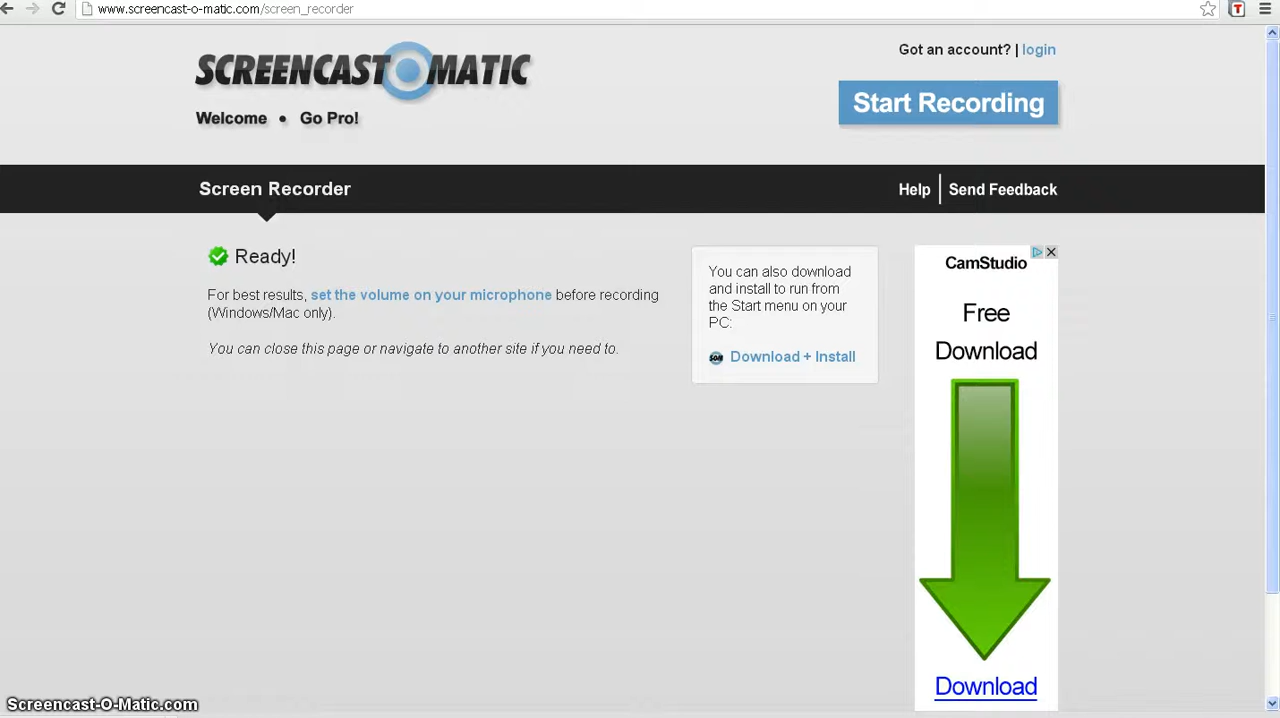 www.screencast-o-matic.com/screen_recorder
T
SCREENCAST O MATIC
Got an account? | login
Start Recording
Welcome • Go Pro!
Screen Recorder
Help
Send Feedback
Ready!
For best results, set the volume on your microphone before recording
(Windows/Mac only).
You can close this page or navigate to another site if you need to.
You can also download
and install to run from
the Start menu on your
PC:
SOM Download + Install
CamStudio
Free
Download
Download
Screencast-O-Matic.com